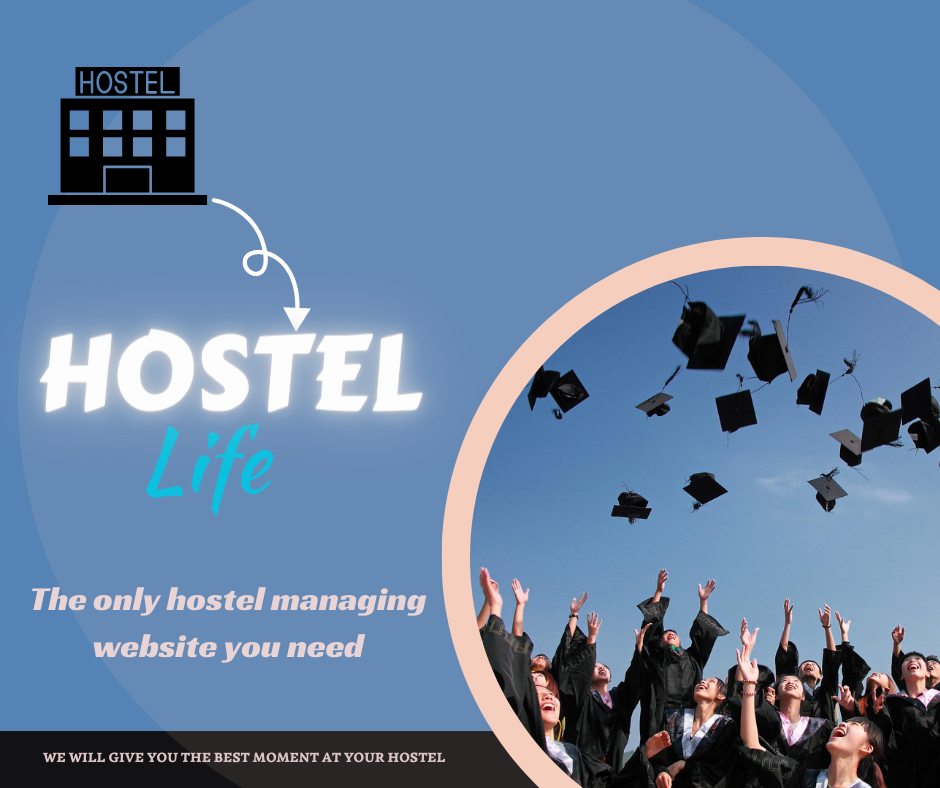 HOSTEL
HOSTEL
Life
The only hostel managing
website you need
WE WILL GIVE YOU THE BEST MOMENT AT YOUR HOSTEL